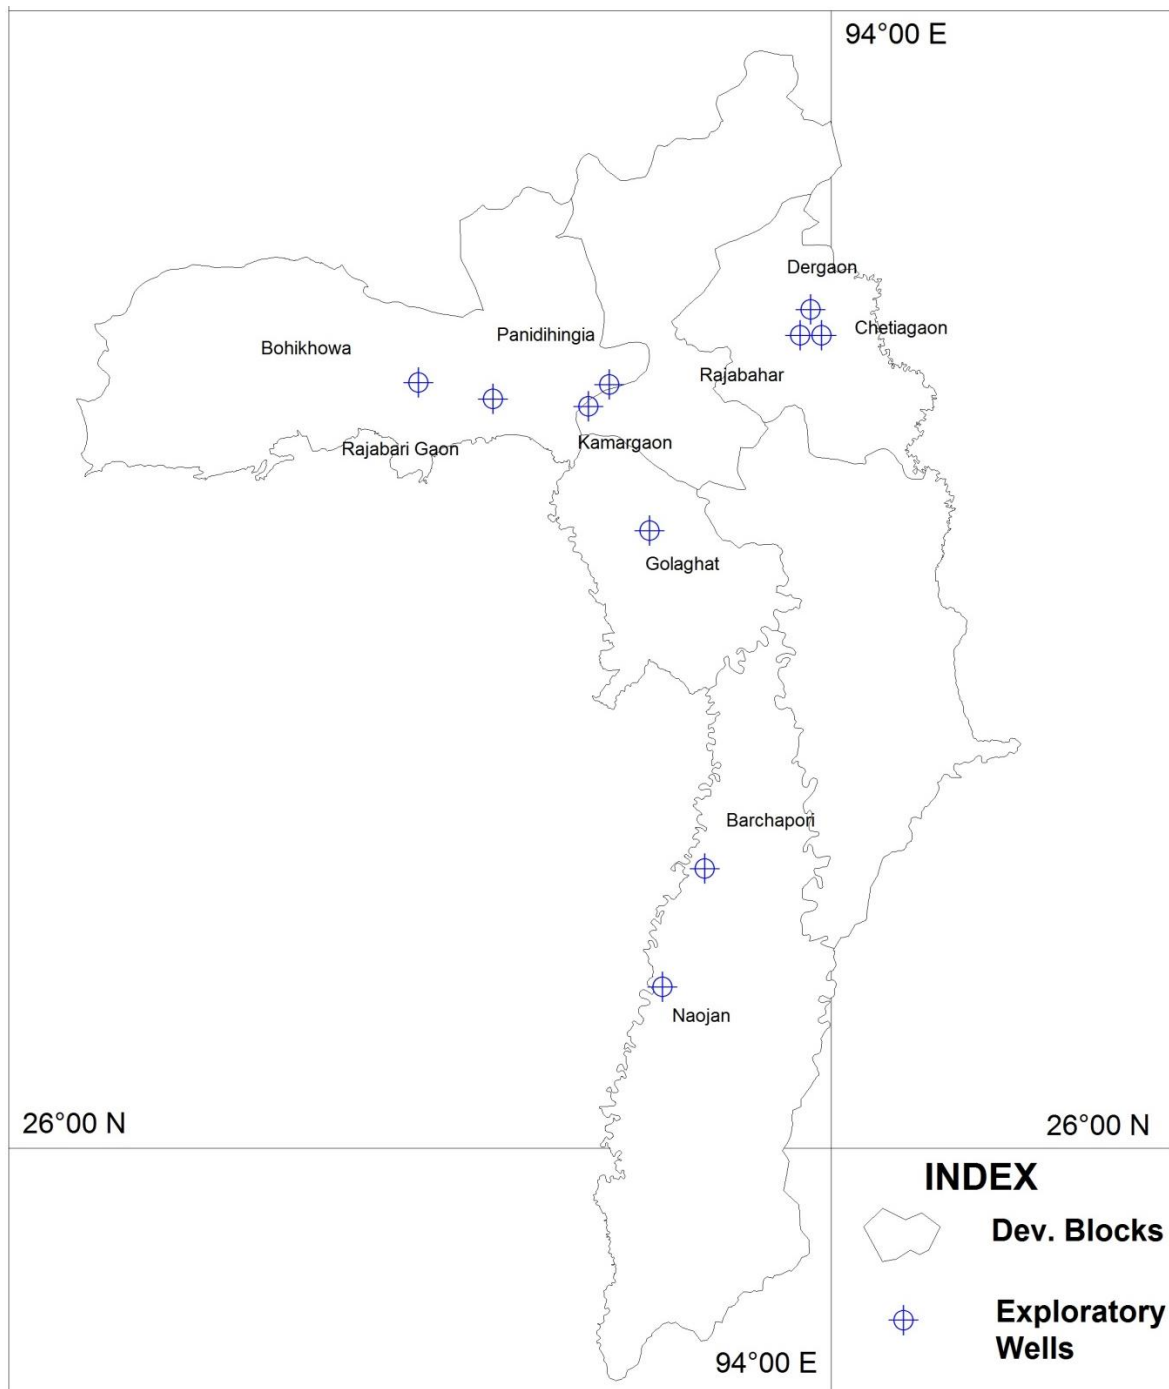 94°00 E
Dergaon
Chetiagaon
Panidihingia
Bohikhowa
Rajabahar
Rajabari Gaon
Kamargaon
Golaghat
Barchapori
Naojan
26°00 N
26°00 N
INDEX
Dev. Blocks
Exploratory
Wells
94°00 E